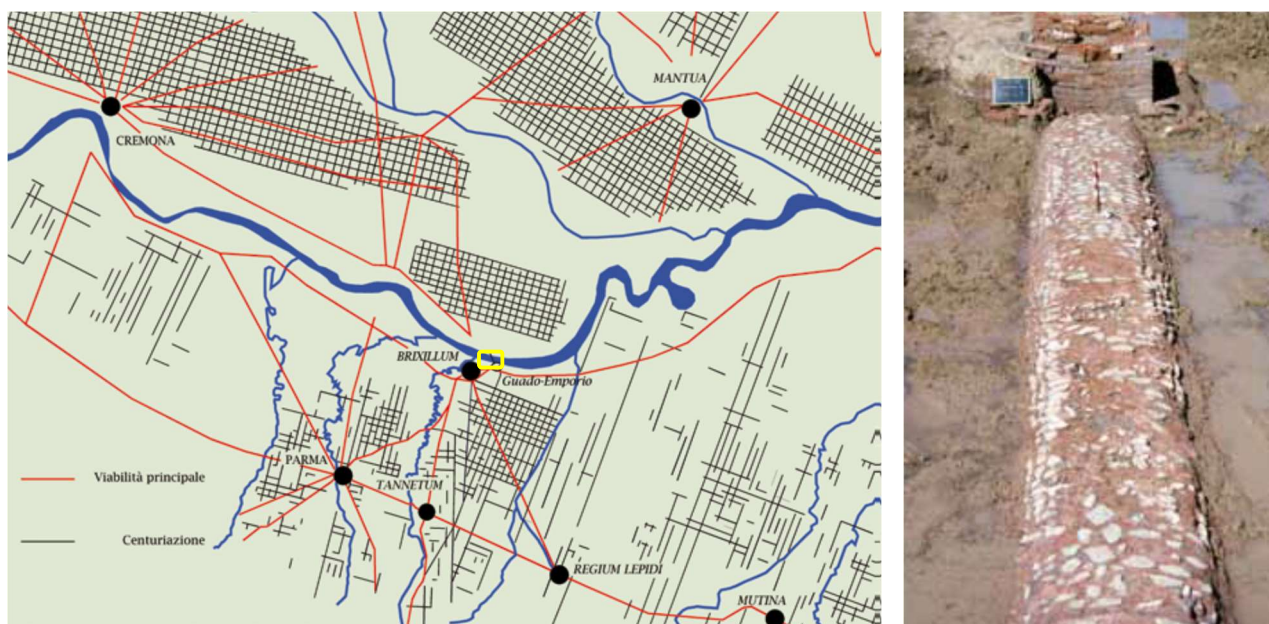 MANTUA
CREMONA
BRIXILLUM
Guado-Emporio
PARMA
TANNETUM
Viabilità principale
Centuriazione
REGIUM LEPIDI
MUTINA